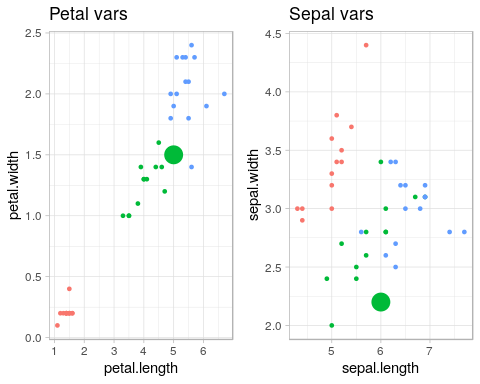 Petal vars
2.5
2.0
1.5
1.0
0.5
0.0
petal.width
1 2 3 4 5 6
petal.length
Sepal vars
4.5
4.0
3.5
3.0
2.5
2.0
sepal.width
5 6 7
sepal.length